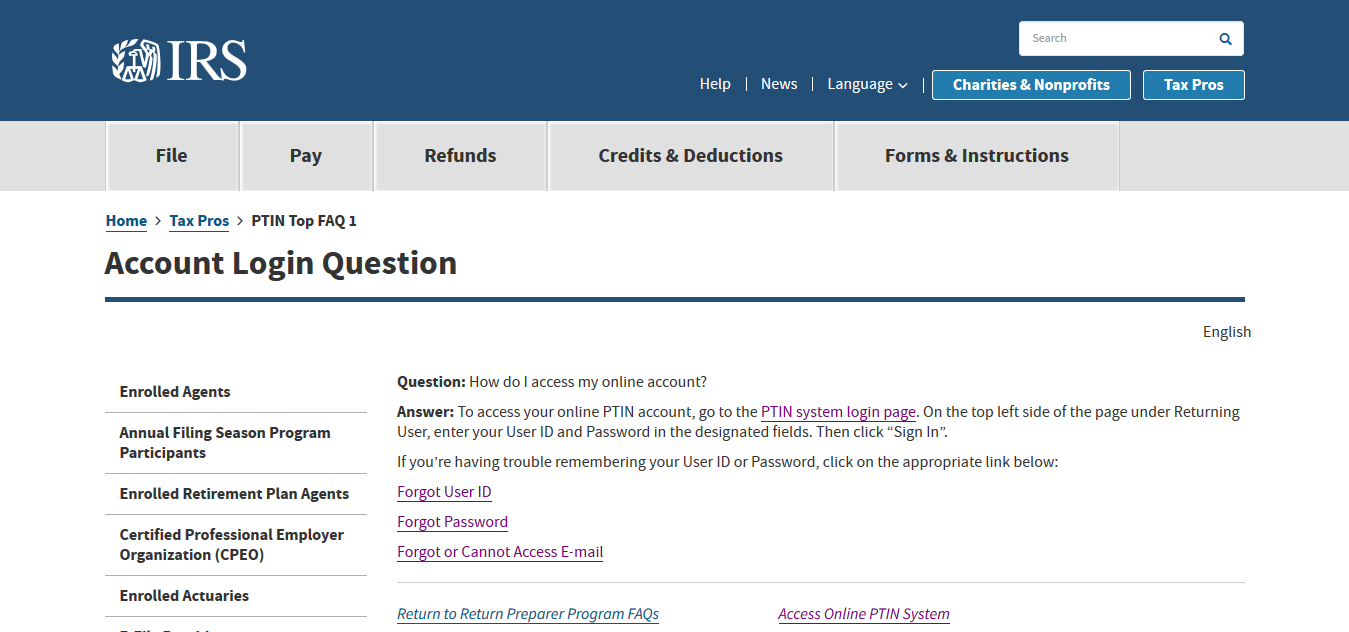 IRS
Search
Help
News
Language
Charities & Nonprofits
Tax Pros
File
Pay
Refunds
Credits & Deductions
Forms & Instructions
Home > Tax Pros > PTIN Top FAQ 1
Account Login Question
English
Enrolled Agents
Annual Filing Season Program
Participants
Enrolled Retirement Plan Agents
Certified Professional Employer
Organization (CPEO)
Enrolled Actuaries
Question: How do I access my online account?
Answer: To access your online PTIN account, go to the PTIN system login page. On the top left side of the page under Returning
User, enter your User ID and Password in the designated fields. Then click “Sign In”.
If you’re having trouble remembering your User ID or Password, click on the appropriate link below:
Forgot User ID
Forgot Password
Forgot or Cannot Access E-mail
Return to Return Preparer Program FAQs
Access Online PTIN System